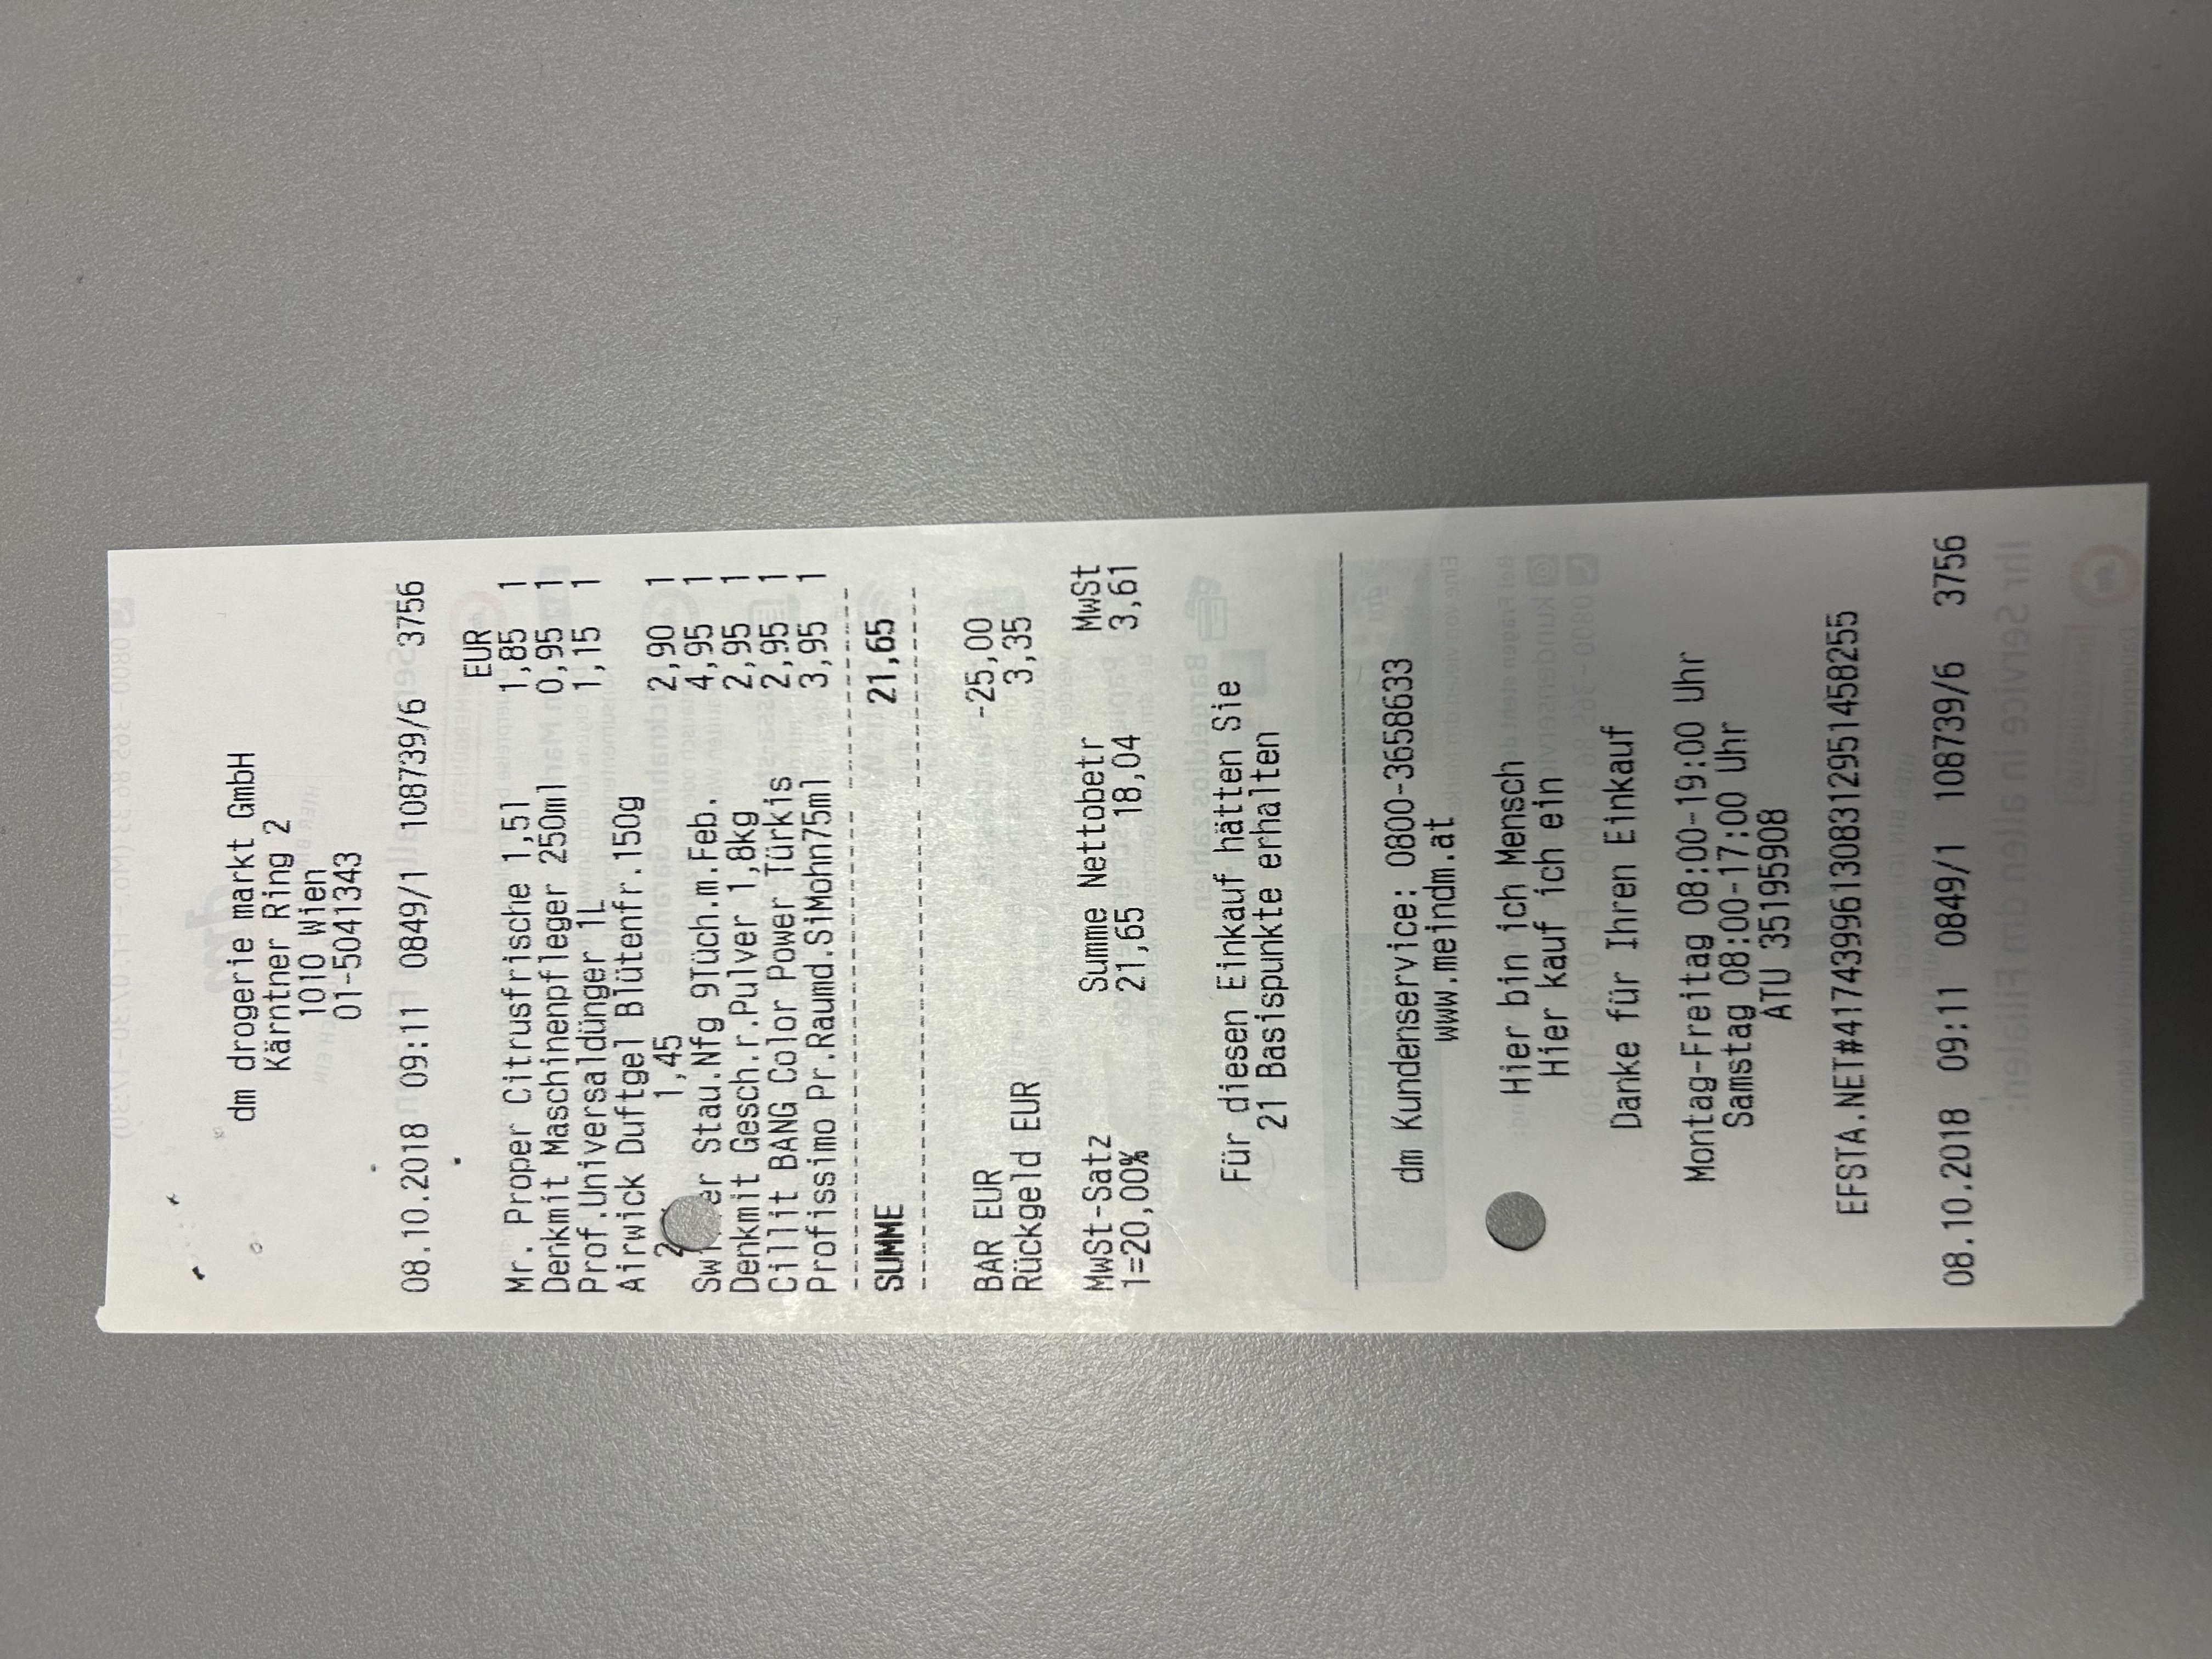 dm drogerie markt GmbH
Kärntner Ring 2
1010 Wien
01-5041343
08.10.2018 09:11 0849/1 108739/6 3756
EUR
Mr. Proper Citrusfrische 1,5l 1,85 1
Denkmit Maschinenpfleger 250ml 0,95 1
Prof.Universaldünger 1L 1,15 1
Airwick Duftgel Blütenfr.150g
2 1,45 2,90 1
Stau.Nfg 9Tüch.m.Feb. 4,95 1
Denkmit Gesch.r.Pulver 1,8kg 2,95 1
Cillit BANG Color Power Türkis 2,95 1
Profissimo Pr.Raumd.SiMohn75ml 3,95 1
SUMME 21,65
BAR EUR -25,00
Rückgeld EUR 3,35
MwSt-Satz Summe Nettobetr MwSt
1=20,00% 21,65 18,04 3,61
Für diesen Einkauf hätten Sie
21 Basispunkte erhalten
dm Kundenservice: 0800-3658633
www.meindm.at
Hier bin ich Mensch
Hier kauf ich ein
Danke für Ihren Einkauf
Montag-Freitag 08:00-19:00 Uhr
Samstag 08:00-17:00 Uhr
ATU 35195908
EFSTA.NET#41743996130831295145​8255
08.10.2018 09:11 0849/1 108739/6 3756
Ihr Service in allen dm Filialen: